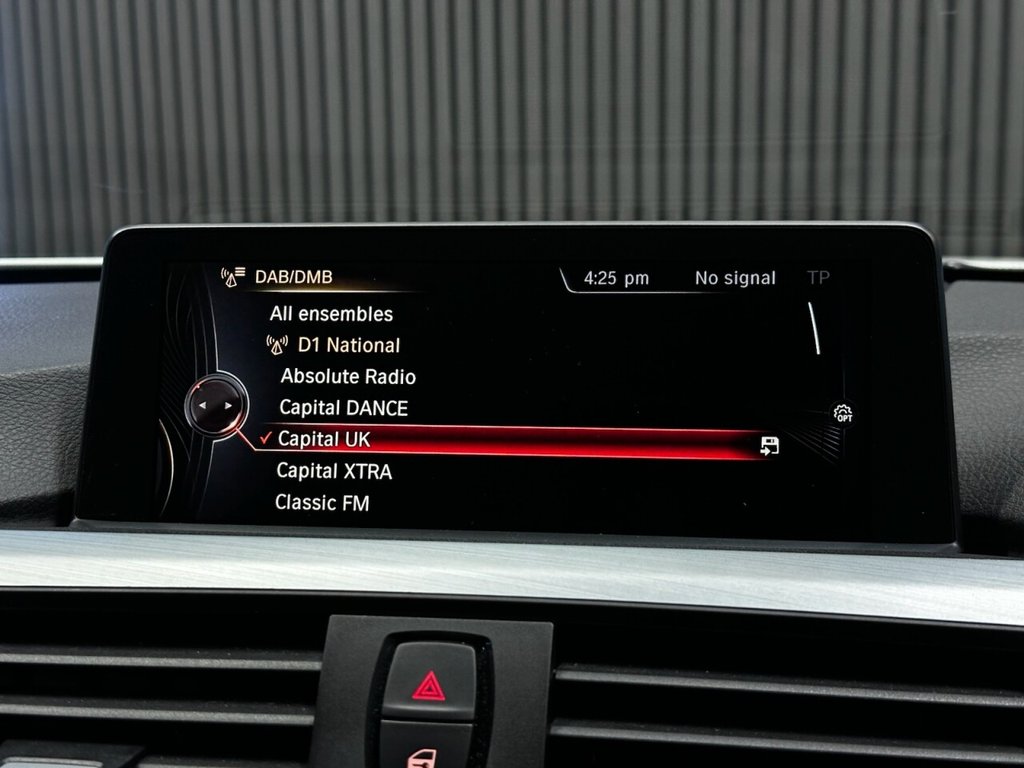 DAB/DMB
4:25 pm No signal TP
All ensembles
D1 National
Absolute Radio
Capital DANCE
Capital UK
Capital XTRA
Classic FM
OPT